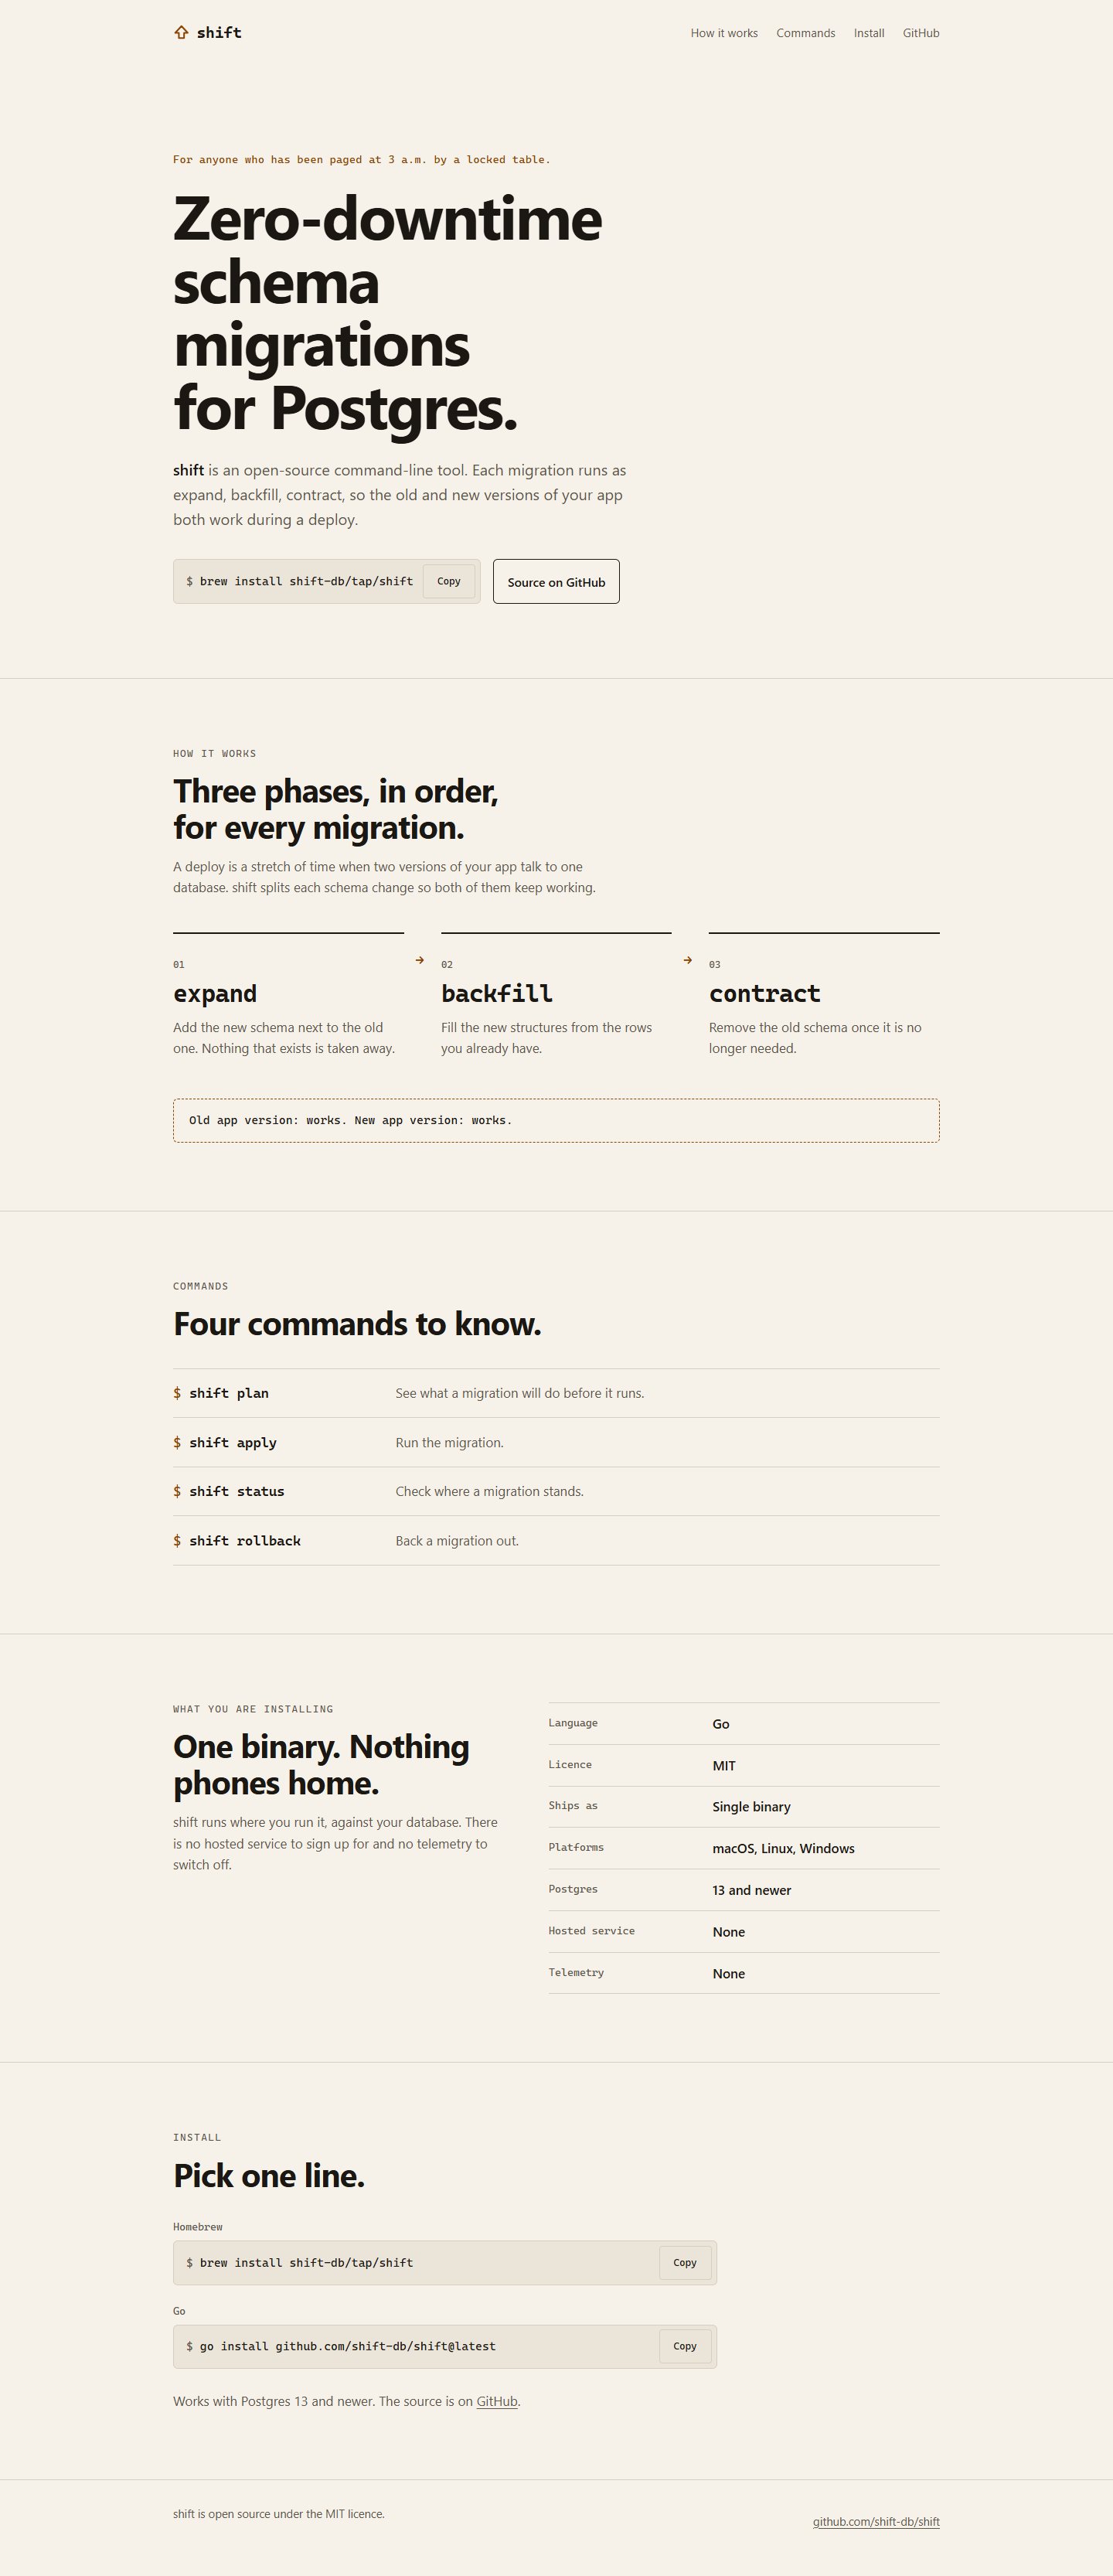 shift
How it works Commands Install GitHub
For anyone who has been paged at 3 a.m. by a locked table.
Zero-downtime
schema
migrations
for Postgres.
shift is an open-source command-line tool. Each migration runs as
expand, backfill, contract, so the old and new versions of your app
both work during a deploy.
$ brew install shift-db/tap/shift Copy Source on GitHub
HOW IT WORKS
Three phases, in order,
for every migration.
A deploy is a stretch of time when two versions of your app talk to one
database. shift splits each schema change so both of them keep working.
01
expand
Add the new schema next to the old
one. Nothing that exists is taken away.
→
02
backfill
Fill the new structures from the rows
you already have.
→
03
contract
Remove the old schema once it is no
longer needed.
Old app version: works. New app version: works.
COMMANDS
Four commands to know.
$ shift plan See what a migration will do before it runs.
$ shift apply Run the migration.
$ shift status Check where a migration stands.
$ shift rollback Back a migration out.
WHAT YOU ARE INSTALLING
One binary. Nothing
phones home.
shift runs where you run it, against your database. There
is no hosted service to sign up for and no telemetry to
switch off.
Language Go
Licence MIT
Ships as Single binary
Platforms macOS, Linux, Windows
Postgres 13 and newer
Hosted service None
Telemetry None
INSTALL
Pick one line.
Homebrew
$ brew install shift-db/tap/shift Copy
Go
$ go install github.com/shift-db/shift@latest Copy
Works with Postgres 13 and newer. The source is on GitHub.
shift is open source under the MIT licence.
github.com/shift-db/shift